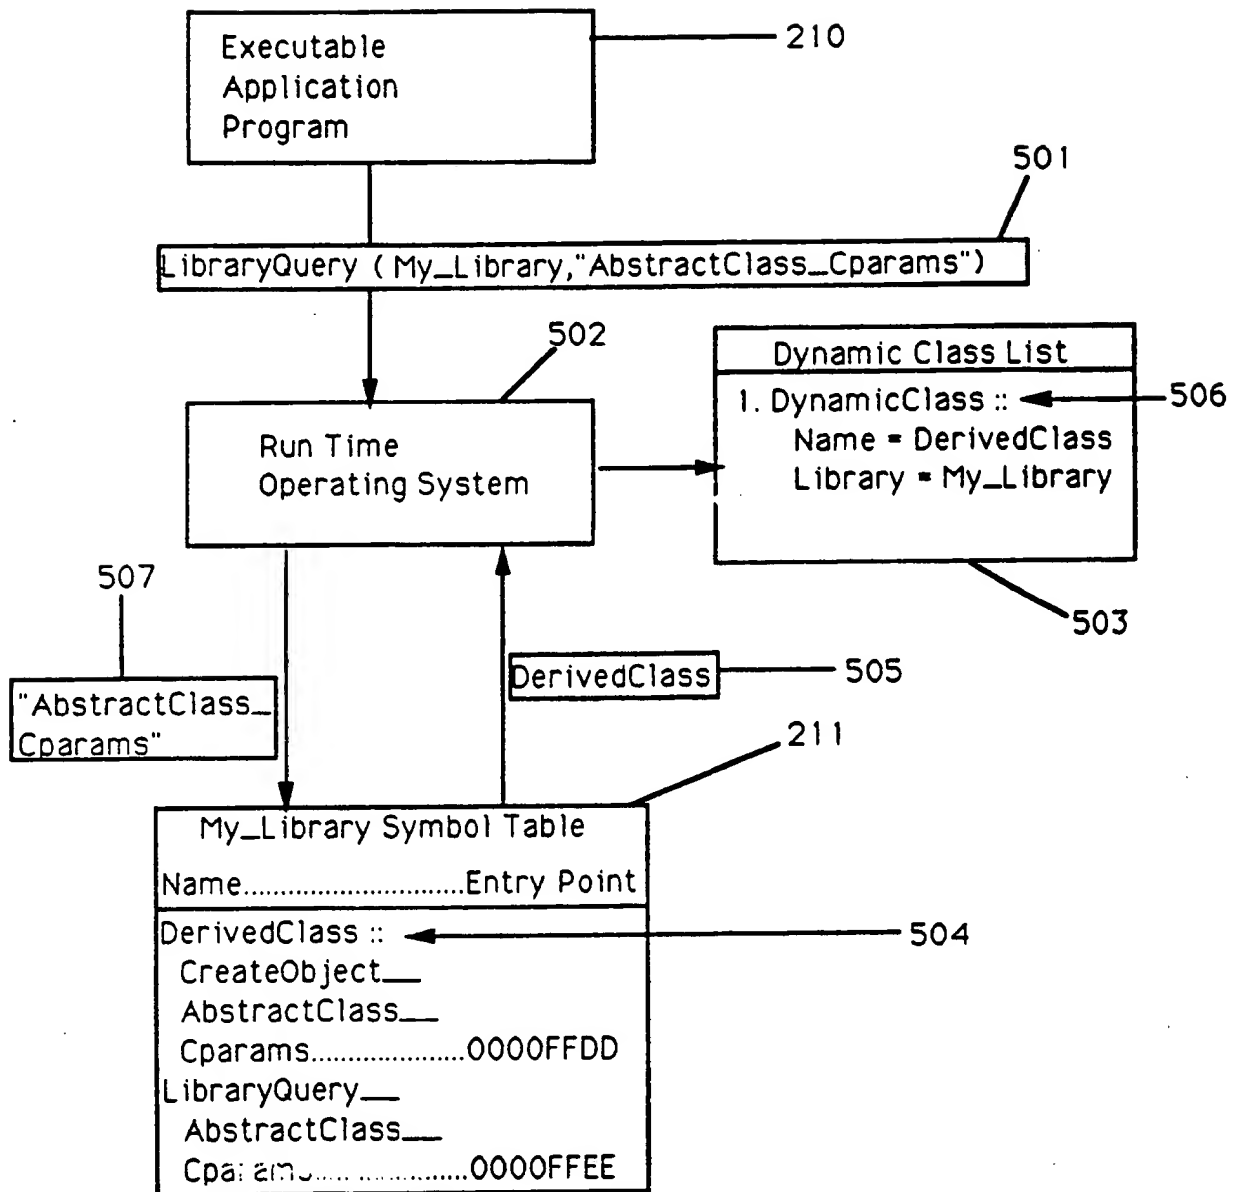 Executable
Application
Program
210
501
LibraryQuery ( My_Library,"AbstractClass_Cparams")
502
Dynamic Class List
1. DynamicClass ::
506
Name = DerivedClass
Library = My_Library
Run Time
Operating System
507
503
DerivedClass
505
"AbstractClass_
Cparams"
211
My_Library Symbol Table
Name..............................Entry Point
DerivedClass ::
504
CreateObject__
AbstractClass__
Cparams.....................0000FFDD
LibraryQuery__
AbstractClass__
.....................0000FFEE